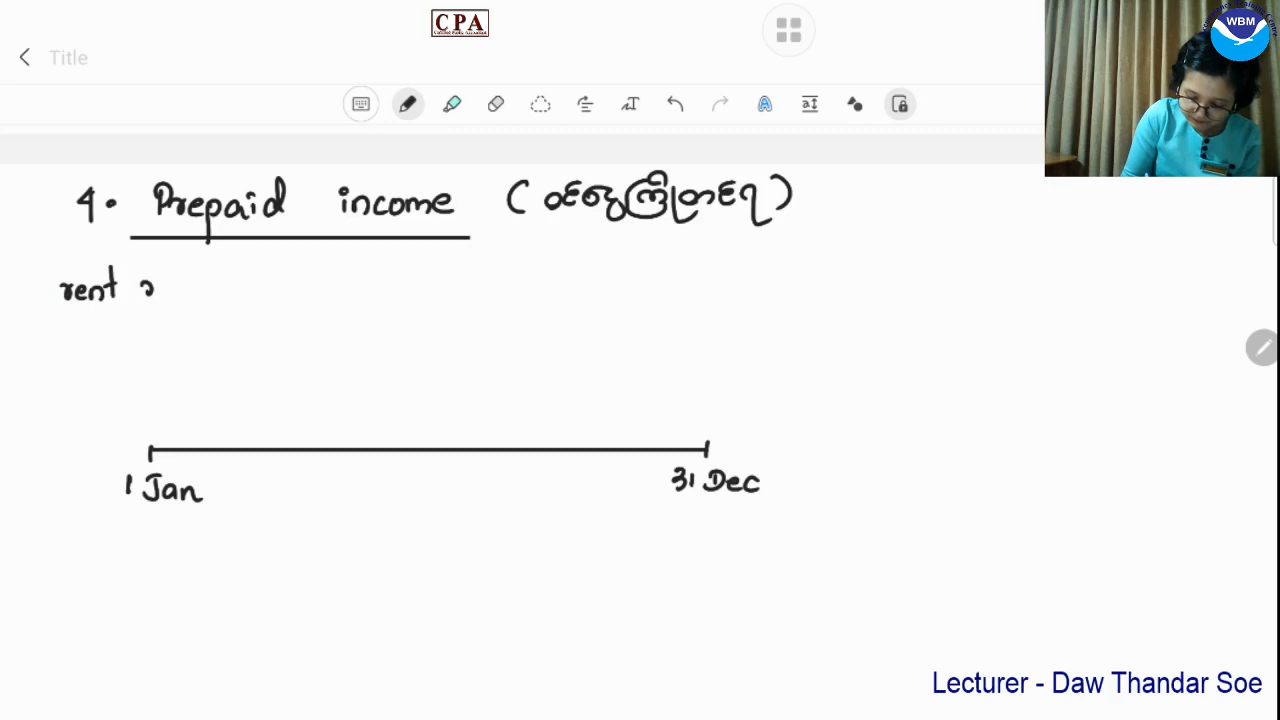 CPA
WBM
Title
4. Prepaid income (ဝင်ငွေကြိုတင်ရ)
rent
1 Jan 31 Dec
Lecturer - Daw Thandar Soe